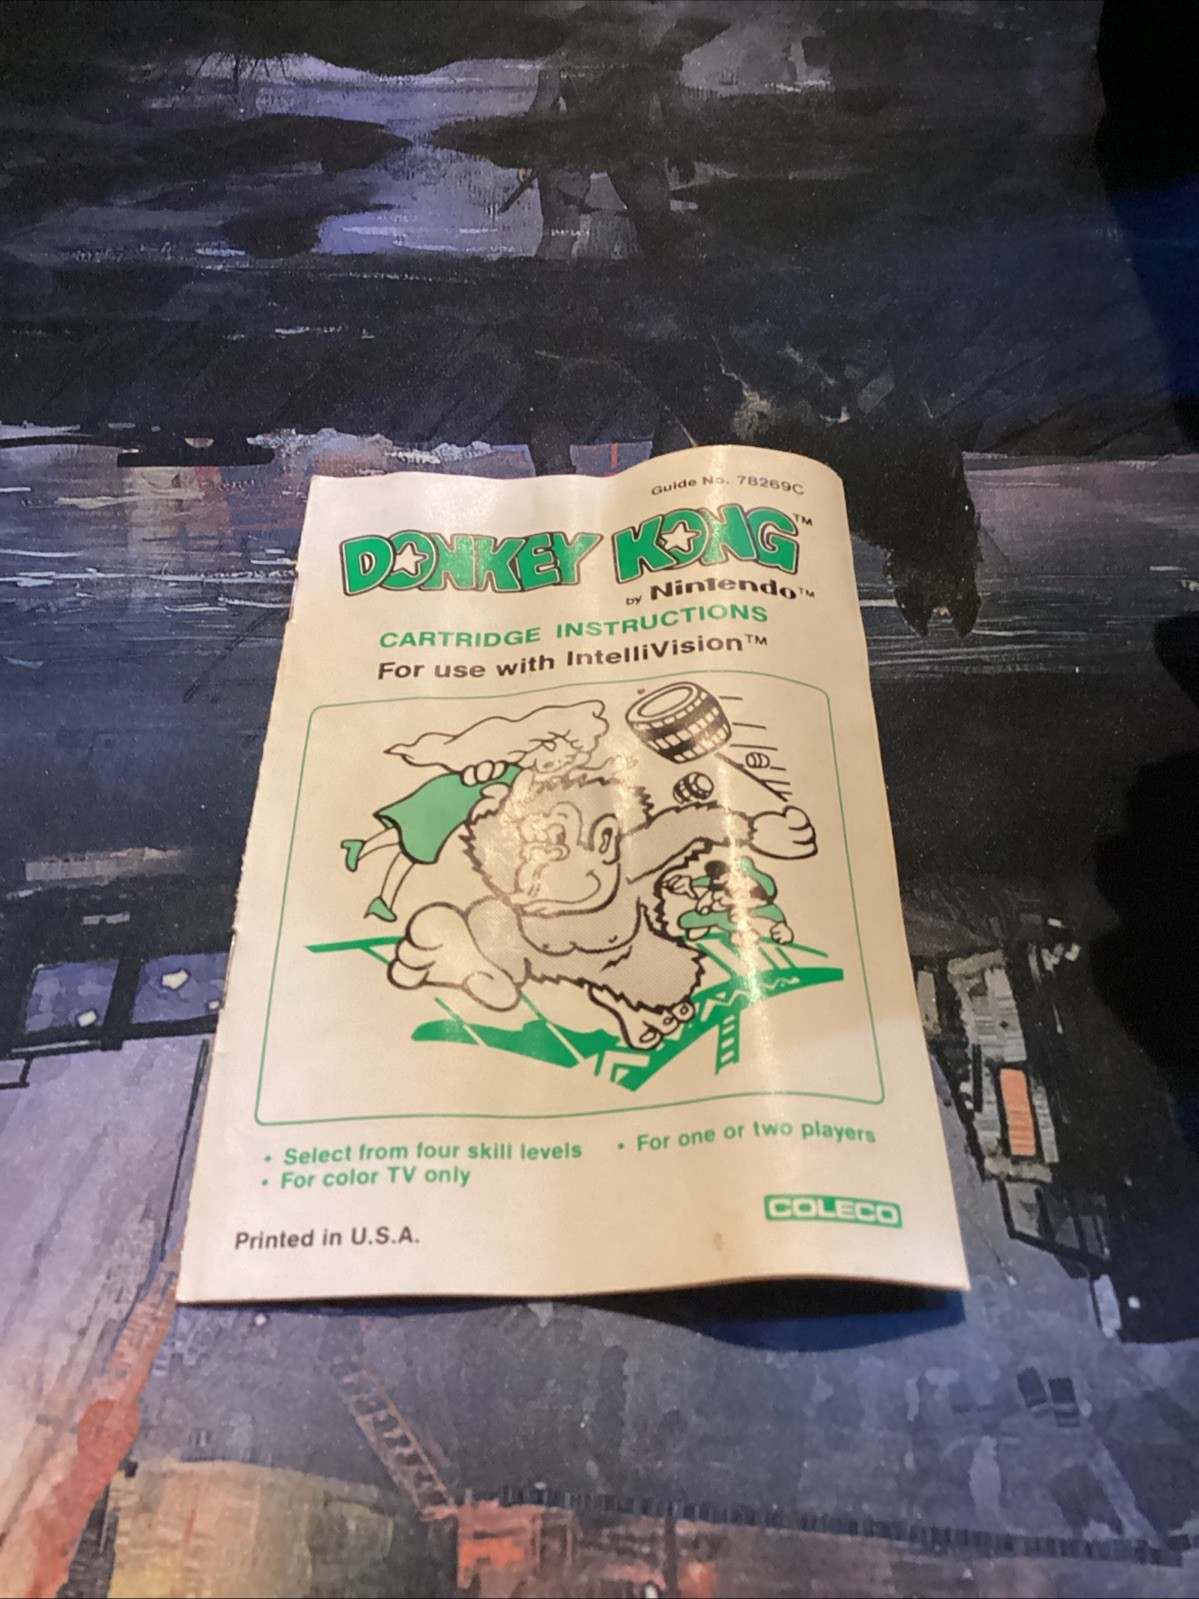 Guide No. 78269C
DONKEY KONG™
by Nintendo™
CARTRIDGE INSTRUCTIONS
For use with IntelliVision™
• Select from four skill levels • For one or two players
• For color TV only
COLECO
Printed in U.S.A.